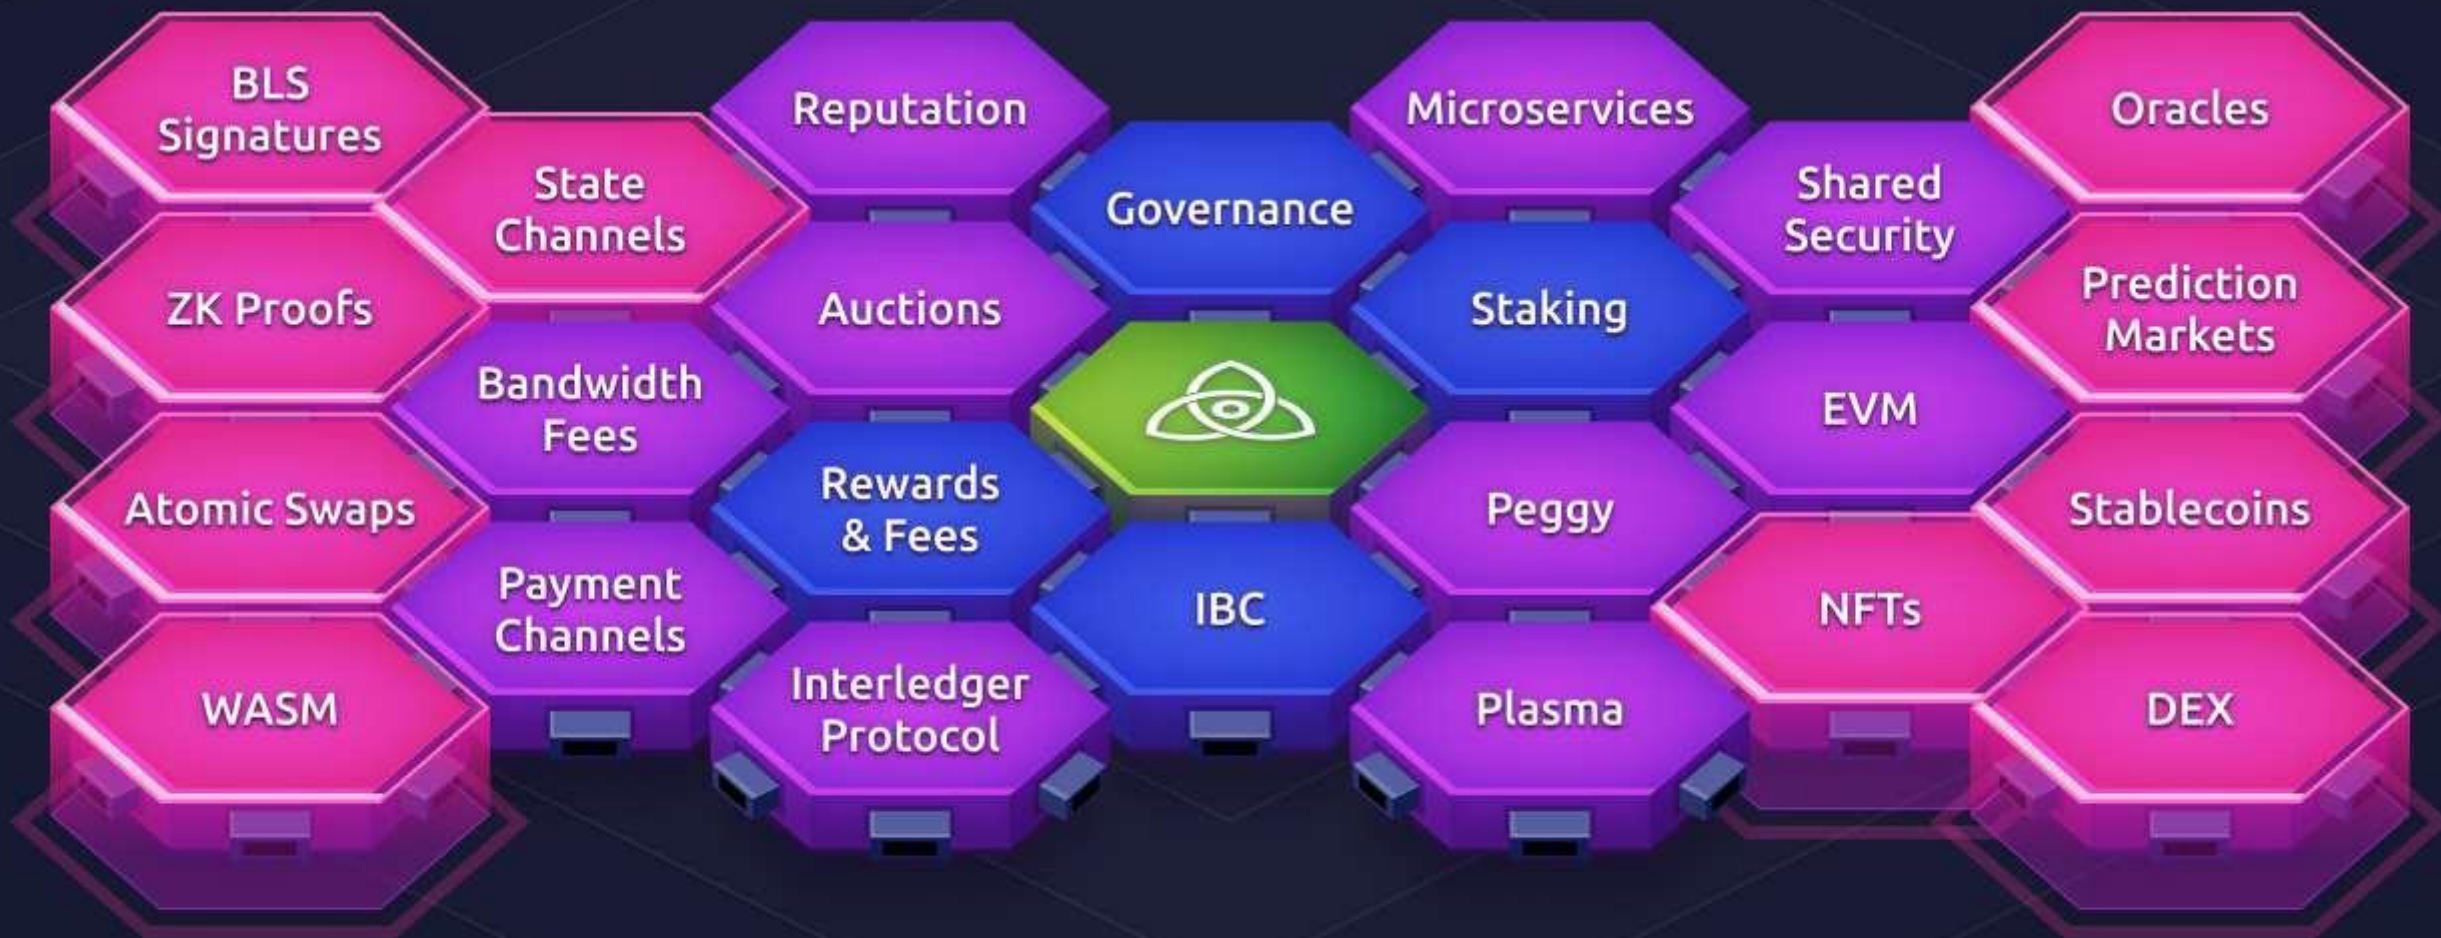 BLS
Signatures
State
Channels
Reputation
Governance
Microservices
Shared
Security
Oracles
ZK Proofs
Bandwidth
Fees
Auctions
Staking
EVM
Prediction
Markets
Atomic Swaps
Payment
Channels
Rewards
& Fees
IBC
Peggy
NFTs
Stablecoins
WASM
Interledger
Protocol
Plasma
DEX